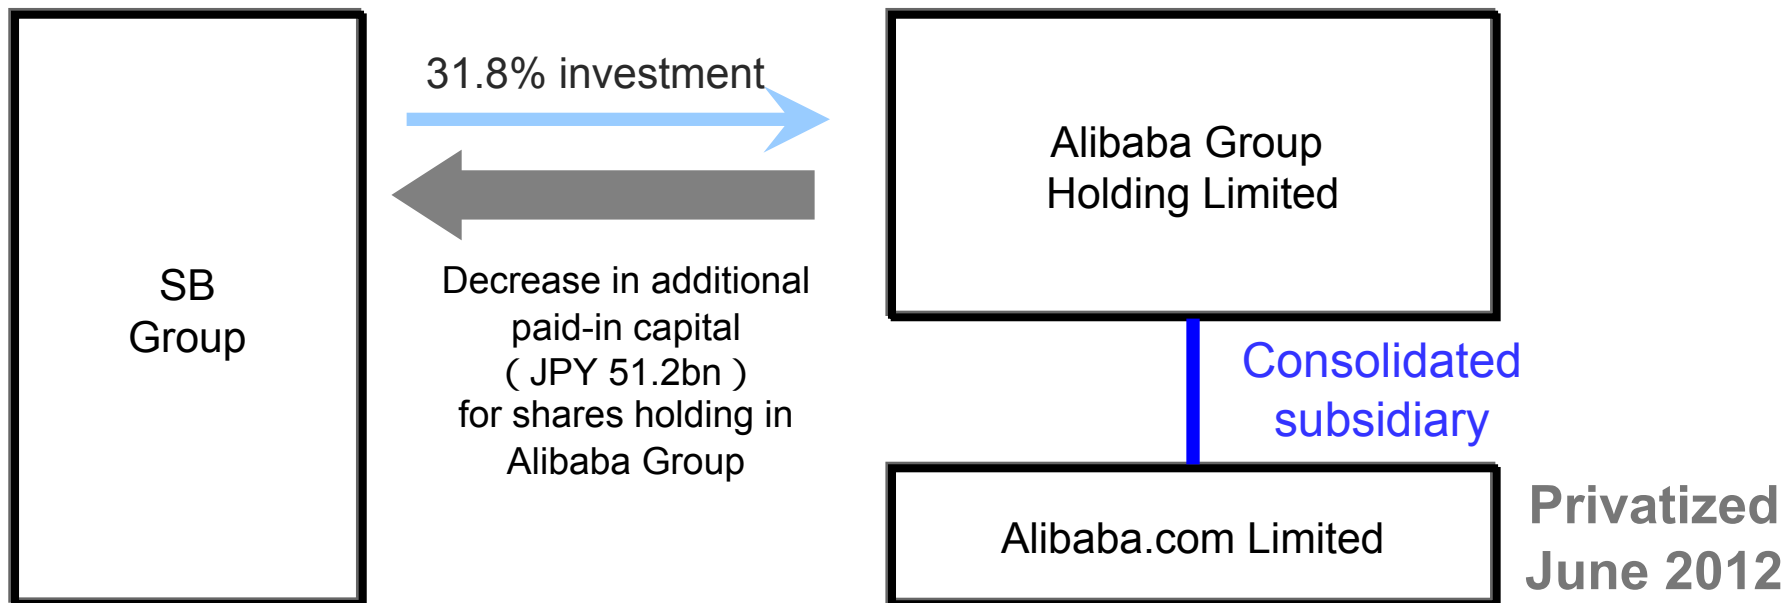 SB
Group
31.8% investment
Decrease in additional
paid-in capital
( JPY 51.2bn )
for shares holding in
Alibaba Group
Alibaba Group
Holding Limited
Consolidated
subsidiary
Alibaba.com Limited
Privatized
June 2012